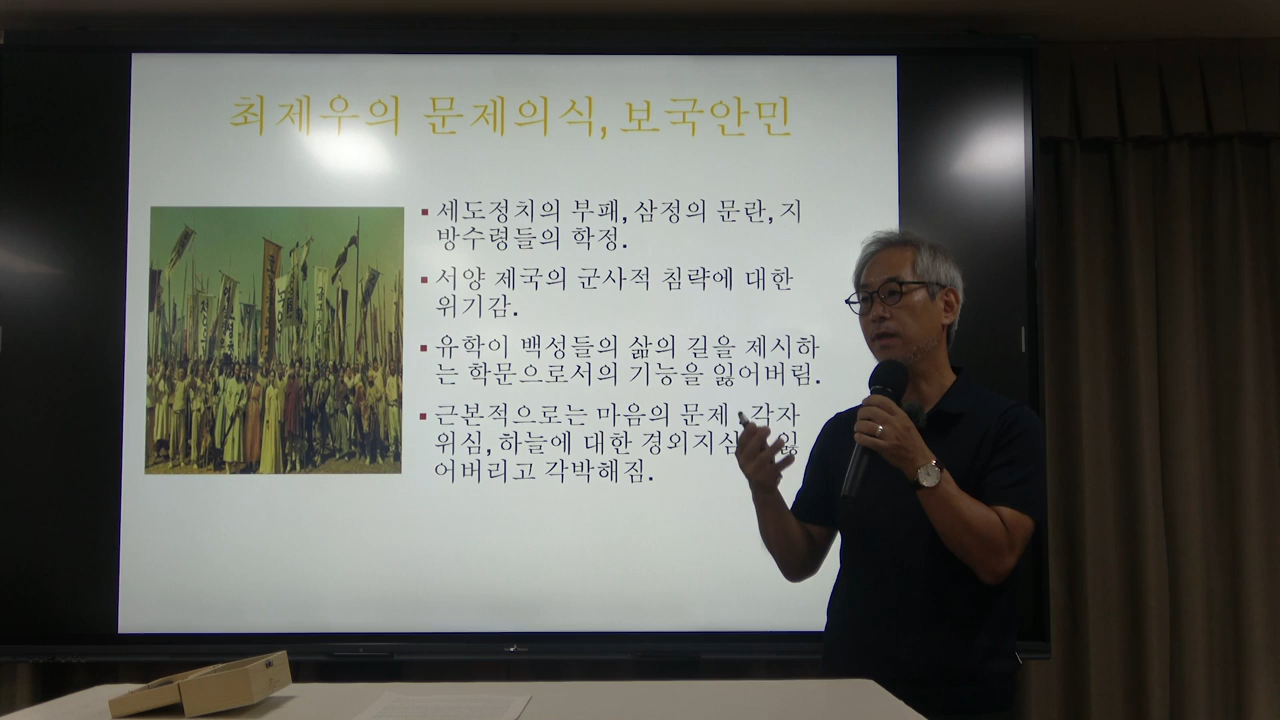 최제우의 문제의식, 보국안민
세도정치의 부패, 삼정의 문란, 지
방수령들의 학정.
서양 제국의 군사적 침략에 대한
위기감.
유학이 백성들의 삶의 길을 제시하
는 학문으로서의 기능을 잃어버림.
근본적으로는 마음의 문제 각자
위심, 하늘에 대한 경외지심 잃
어버리고 각박해짐.